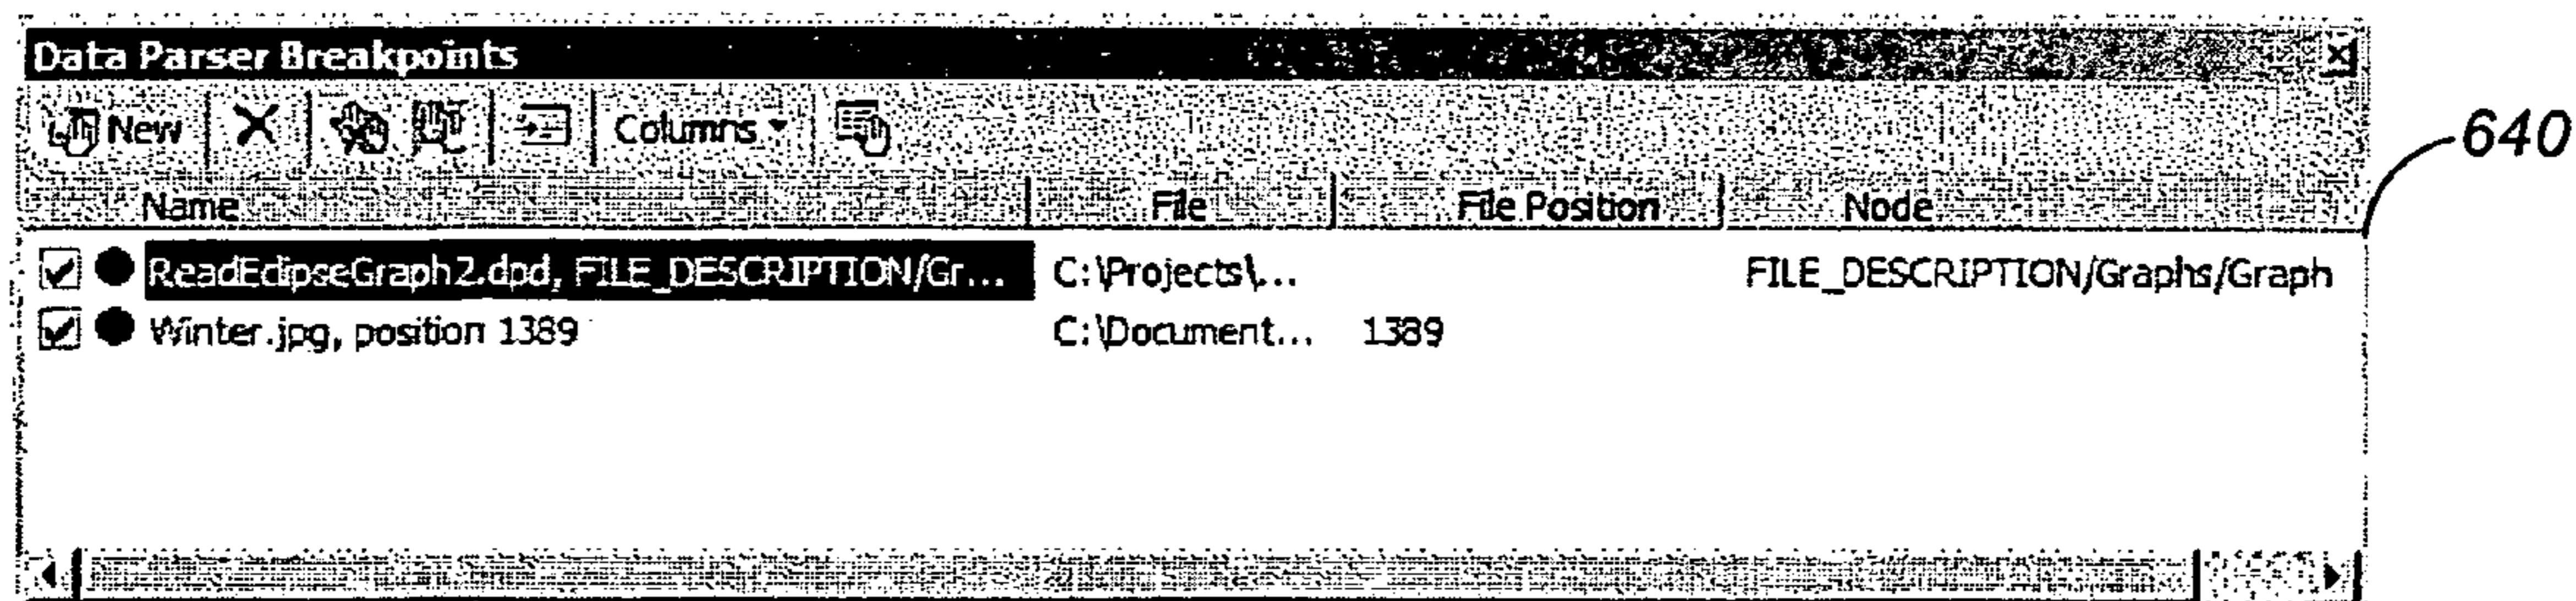 Data Parser Breakpoints
New Columns
640
Name File File Position Node
ReadEclipseGraph2.dpd, FILE_DESCRIPTION/Gr... C:\Projects\... FILE_DESCRIPTION/Graphs/Graph
Winter.jpg, position 1389 C:\Document... 1389